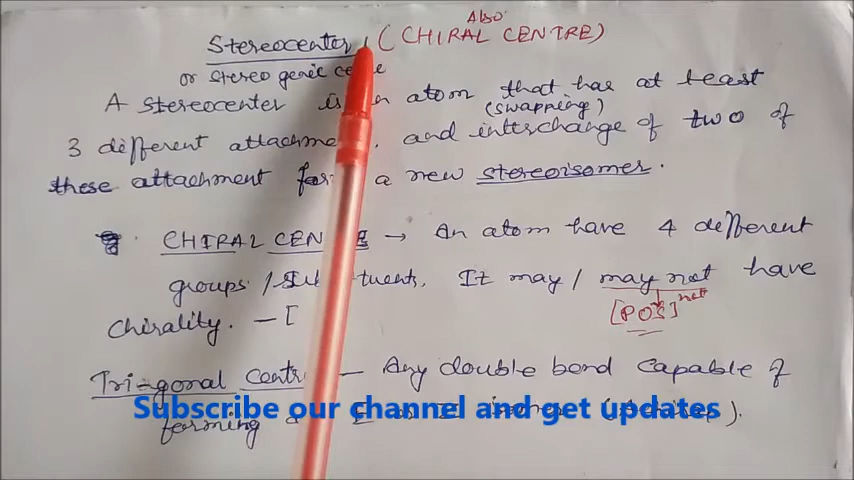 Also
Stereocenter (CHIRAL CENTRE)
or stereo genic
A stereocenter is an atom that has at least
(swapping)
3 different attachme . and interchange of two of
these attachment for a new stereoisomer.
CHIRAL CEN → An atom have 4 different
groups / tuents. It may / may not have
Chirality. – [ [POS] not
Trigonal Centr — Any double bond Capable of
forming a
Subscribe our channel and get updates